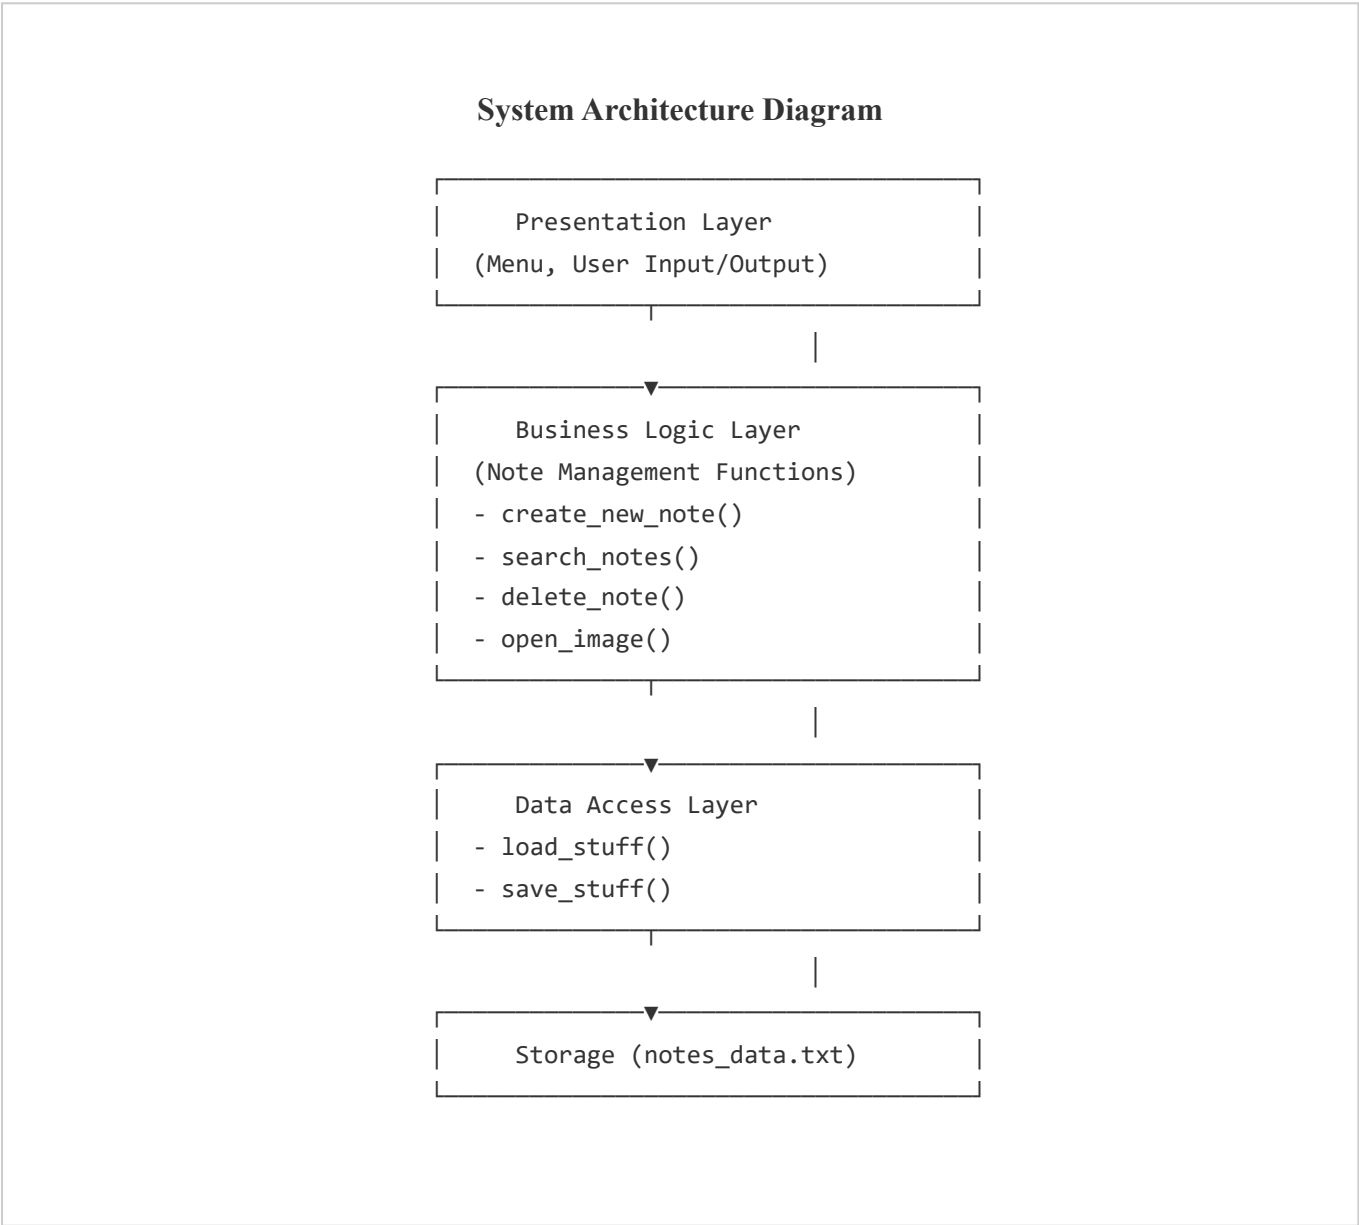 System Architecture Diagram
Presentation Layer
(Menu, User Input/Output)
Business Logic Layer
(Note Management Functions)
- create_new_note()
- search_notes()
- delete_note()
- open_image()
Data Access Layer
- load_stuff()
- save_stuff()
Storage (notes_data.txt)